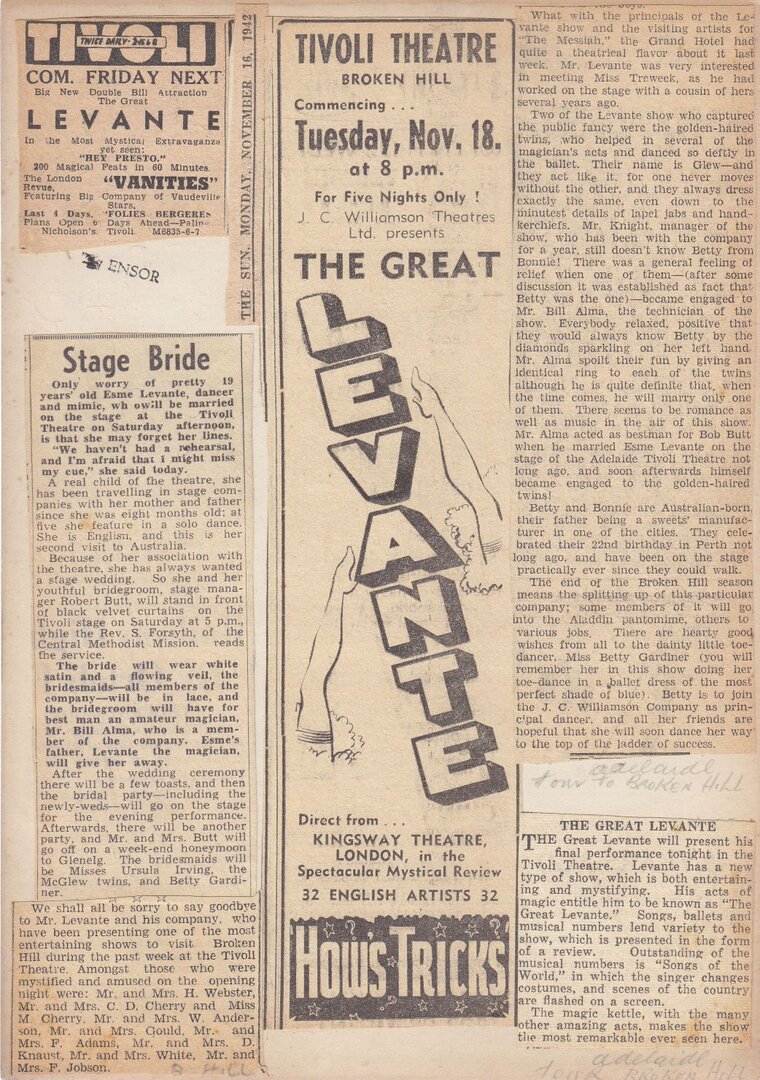 TIVOLI
TWICE DAILY - 2.15 & 8
COM. FRIDAY NEXT
Big New Double Bill Attraction
The Great
LEVANTE
In the Most Mystical Extravaganza
yet seen:
"HEY PRESTO."
200 Magical Feats in 60 Minutes.
The London "VANITIES"
Revue,
Featuring Big Company of Vaudeville
Stars,
Last 4 Days, "FOLIES BERGERE"
Plans Open 6 Days Ahead—Paling
Nicholson's. Tivoli M6835-6-7
ENSOR
THE SUN, MONDAY, NOVEMBER 16, 1942
Stage Bride
Only worry of pretty 19
years' old Esme Levante, dancer
and mimic, wh owill be married
on the stage at the Tivoli
Theatre on Saturday afternoon,
is that she may forget her lines.
"We haven't had a rehearsal,
and I'm afraid that I might miss
my cue," she said today.
A real child of the theatre, she
has been travelling in stage com-
panies with her mother and father
since she was eight months old; at
five she feature in a solo dance.
She is English, and this is her
second visit to Australia.
Because of her association with
the theatre, she has always wanted
a stage wedding. So she and her
youthful bridegroom, stage mana-
ger Robert Butt, will stand in front
of black velvet curtains on the
Tivoli stage on Saturday at 5 p.m.,
while the Rev. S. Forsyth, of the
Central Methodist Mission, reads
the service.
The bride will wear white
satin and a flowing veil, the
bridesmaids—all members of the
company—will be in lace, and
the bridegroom will have for
best man an amateur magician,
Mr. Bill Alma, who is a mem-
ber of the company. Esme's
father, Levante the magician,
will give her away.
After the wedding ceremony
there will be a few toasts, and then
the bridal party—including the
newly-weds—will go on the stage
for the evening performance.
Afterwards, there will be another
party, and Mr. and Mrs. Butt will
go off on a week-end honeymoon
to Glenelg. The bridesmaids will
be Misses Ursula Irving, the
McGlew twins, and Betty Gardi-
ner.
We shall all be sorry to say goodbye
to Mr. Levante and his company, who
have been presenting one of the most
entertaining shows to visit Broken
Hill during the past week at the Tivoli
Theatre. Amongst those who were
mystified and amused on the opening
night were: Mr. and Mrs. H. Webster,
Mr. and Mrs. C. D. Cherry and Miss
M. Cherry, Mr. and Mrs. W. Ander-
son, Mr. and Mrs. Gould, Mr. and
Mrs. F. Adams, Mr. and Mrs. D.
Knaust, Mr. and Mrs. White, Mr. and
Mrs. F. Jobson.
B HILL
TIVOLI THEATRE
BROKEN HILL
Commencing . . .
Tuesday, Nov. 18.
at 8 p.m.
For Five Nights Only !
J. C. Williamson Theatres
Ltd. presents
THE GREAT
LEVANTE
Direct from . . .
KINGSWAY THEATRE,
LONDON, in the
Spectacular Mystical Review
32 ENGLISH ARTISTS 32
HOW'S TRICKS
What with the principals of the Le-
vante show and the visiting artists for
"The Messiah," the Grand Hotel had
quite a theatrical flavor about it last
week. Mr. Levante was very interested
in meeting Miss Treweek, as he had
worked on the stage with a cousin of hers
several years ago.
Two of the Levante show who captured
the public fancy were the golden-haired
twins, who helped in several of the
magician's acts and danced so deftly in
the ballet. Their name is Glew—and
they act like it, for one never moves
without the other, and they always dress
exactly the same, even down to the
minutest details of lapel jabs and hand-
kerchiefs. Mr. Knight, manager of the
show, who has been with the company
for a year, still doesn't know Betty from
Bonnie! There was a general feeling of
relief when one of them—(after some
discussion it was established as fact that
Betty was the one)—became engaged to
Mr. Bill Alma, the technician of the
show. Everybody relaxed, positive that
they would always know Betty by the
diamonds sparkling on her left hand.
Mr. Alma spoilt their fun by giving an
identical ring to each of the twins
although he is quite definite that, when
the time comes, he will marry only one
of them. There seems to be romance as
well as music in the air of this show.
Mr. Alma acted as bestman for Bob Butt
when he married Esme Levante on the
stage of the Adelaide Tivoli Theatre not
long ago, and soon afterwards himself
became engaged to the golden-haired
twins!
Betty and Bonnie are Australian-born,
their father being a sweets' manufac-
turer in one of the cities. They cele-
brated their 22nd birthday in Perth not
long ago, and have been on the stage
practically ever since they could walk.
The end of the Broken Hill season
means the splitting up of this particular
company; some members of it will go
into the Aladdin pantomime, others to
various jobs. There are hearty good
wishes from all to the dainty little toe-
dancer, Miss Betty Gardiner (you will
remember her in this show doing her
toe-dance in a ballet dress of the most
perfect shade of blue). Betty is to join
the J. C. Williamson Company as prin-
cipal dancer, and all her friends are
hopeful that she will soon dance her way
to the top of the ladder of success.
adelaide
tour to BROKEN HILL
THE GREAT LEVANTE
THE Great Levante will present his
final performance tonight in the
Tivoli Theatre. Levante has a new
type of show, which is both entertain-
ing and mystifying. His acts of
magic entitle him to be known as "The
Great Levante." Songs, ballets and
musical numbers lend variety to the
show, which is presented in the form
of a review. Outstanding of the
musical numbers is "Songs of the
World," in which the singer changes
costumes, and scenes of the country
are flashed on a screen.
The magic kettle, with the many
other amazing acts, makes the show
the most remarkable ever seen here.
adelaide
tour BROKEN HILL